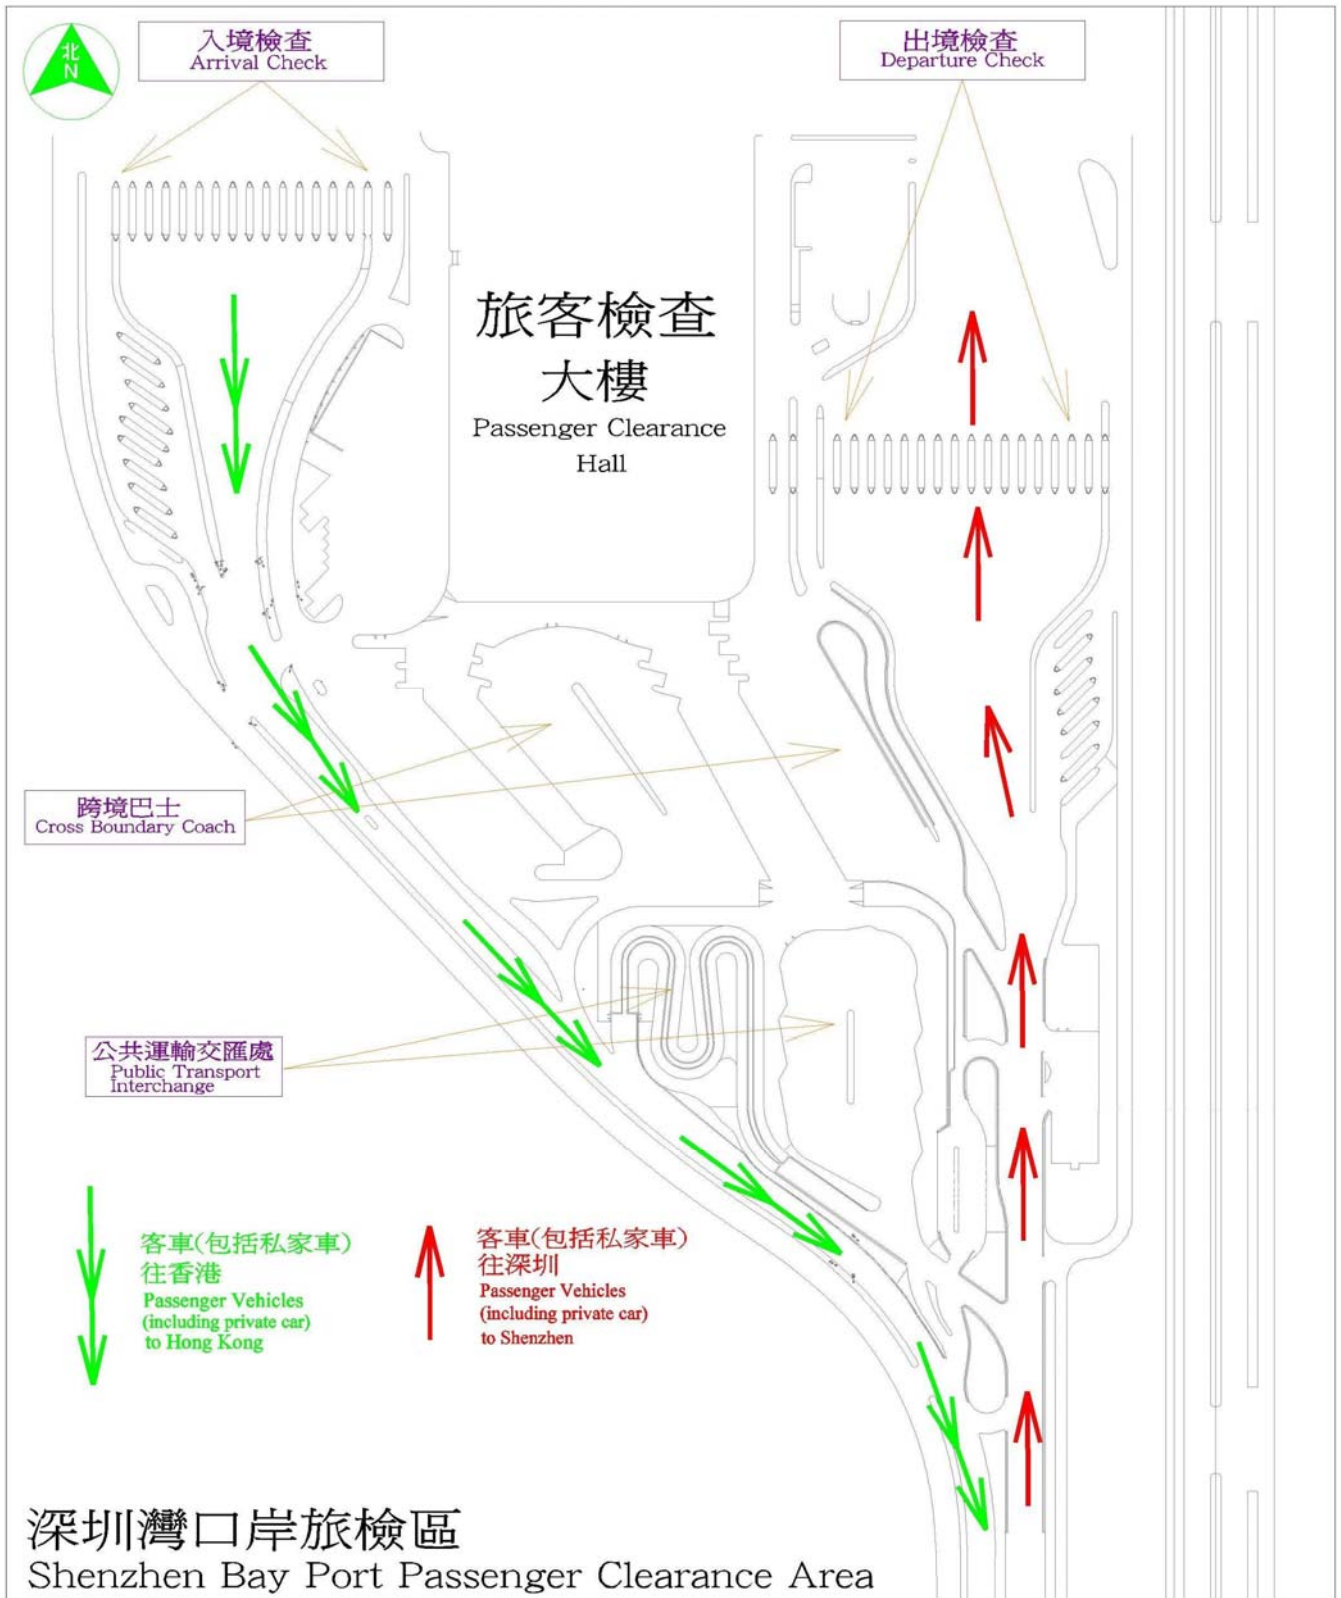 北
N
入境檢查
Arrival Check
出境檢查
Departure Check
旅客檢查
大樓
Passenger Clearance
Hall
跨境巴士
Cross Boundary Coach
公共運輸交匯處
Public Transport
Interchange
客車(包括私家車)
往香港
Passenger Vehicles
(including private car)
to Hong Kong
客車(包括私家車)
往深圳
Passenger Vehicles
(including private car)
to Shenzhen
深圳灣口岸旅檢區
Shenzhen Bay Port Passenger Clearance Area